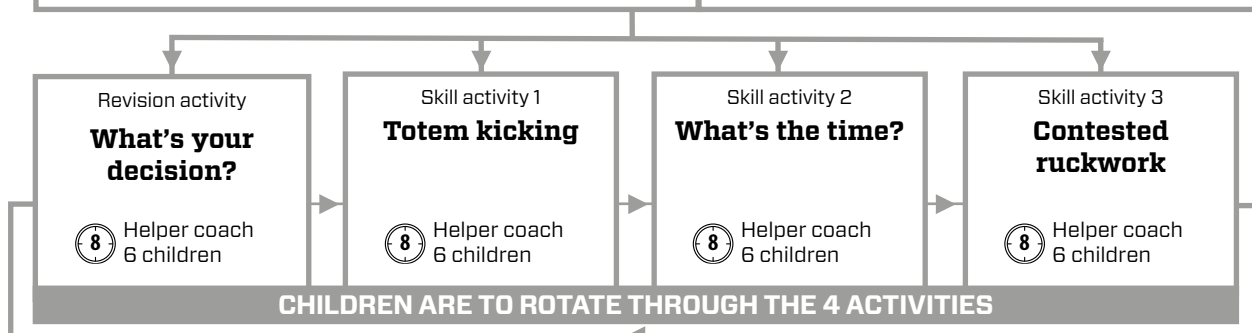 Revision activity
What's your
decision?
8
Helper coach
6 children
Skill activity 1
Totem kicking
8
Helper coach
6 children
Skill activity 2
What's the time?
8
Helper coach
6 children
Skill activity 3
Contested
ruckwork
8
Helper coach
6 children
CHILDREN ARE TO ROTATE THROUGH THE 4 ACTIVITIES